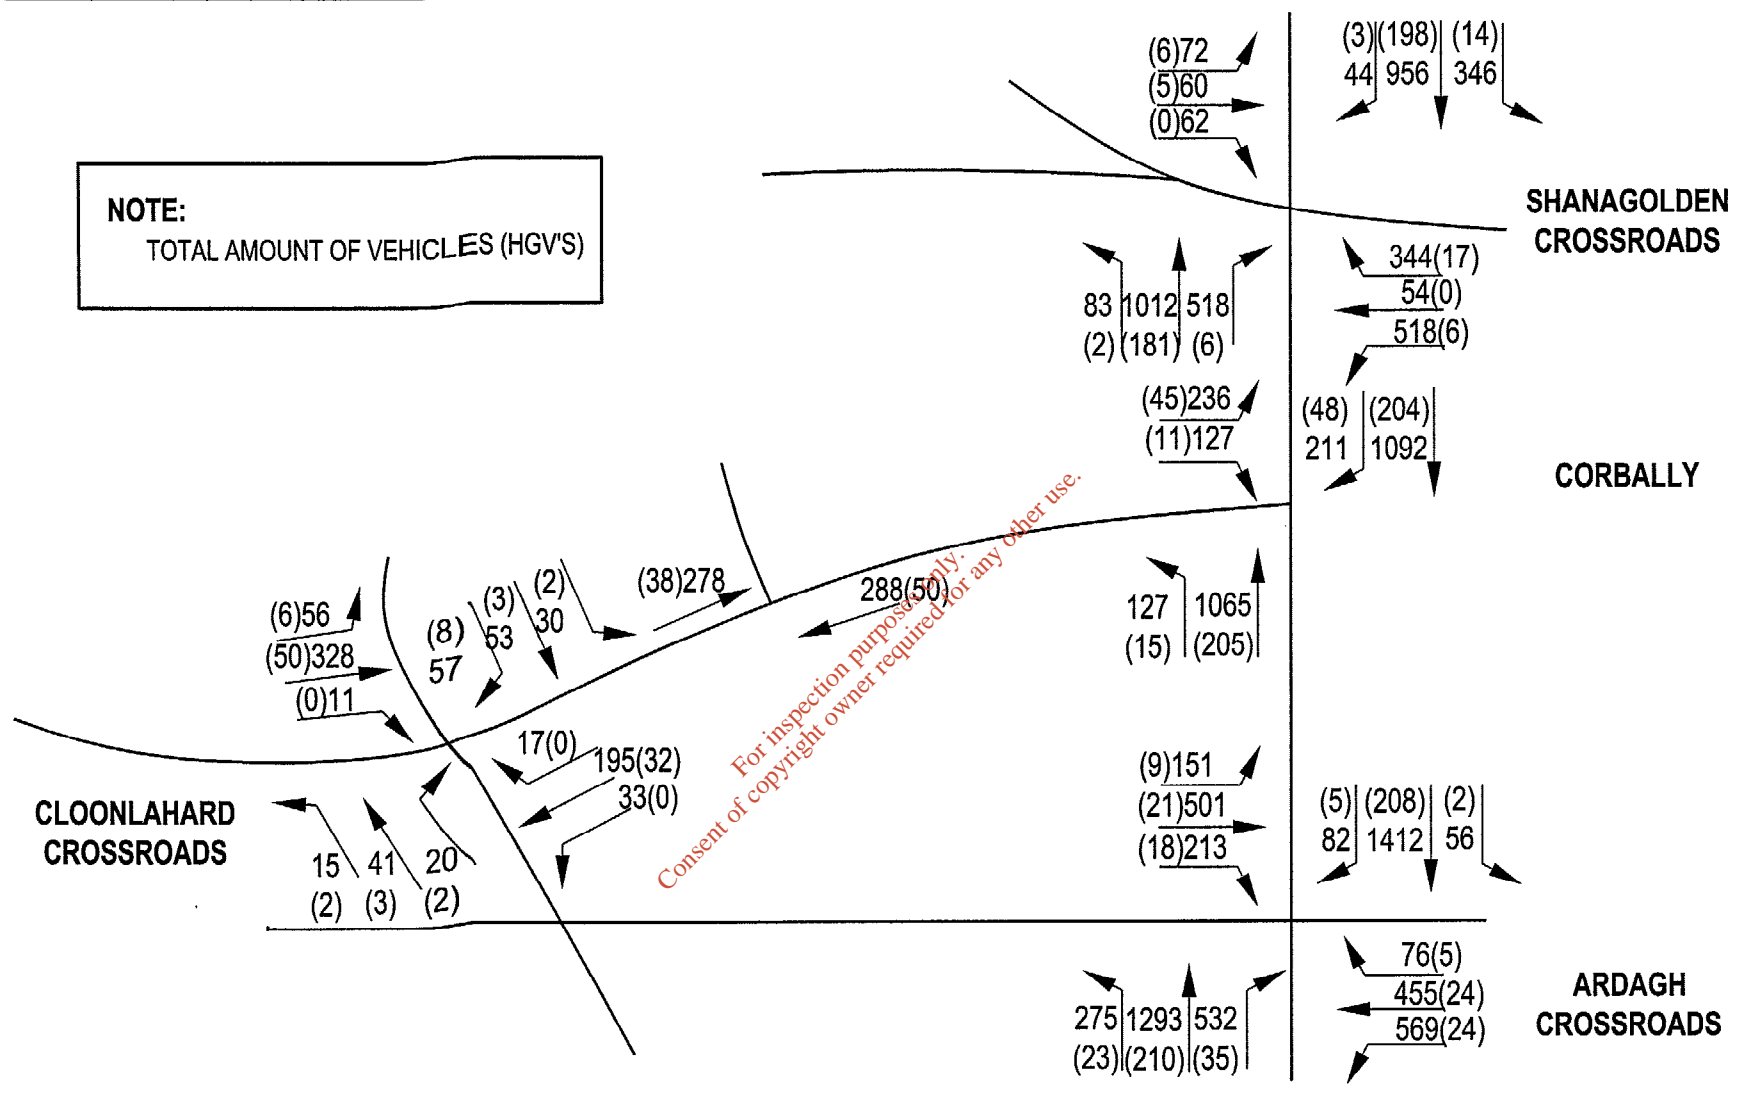 (6)72
(5)60
(0)62
(3) (198) (14)
44 956 346
NOTE:
TOTAL AMOUNT OF VEHICLES (HGV'S)
SHANAGOLDEN
CROSSROADS
344(17)
54(0)
518(6)
83 1012 518
(2) (181) (6)
(45)236
(11)127
(48) (204)
211 1092
CORBALLY
127 1065
(15) (205)
(38)278
288(50)
(2)
30
(3)
53
(8)
57
(6)56
(50)328
(0)11
17(0)
195(32)
33(0)
CLOONLAHARD
CROSSROADS
15 41 20
(2) (3) (2)
For inspection purposes only.
Consent of copyright owner required for any other use.
(9)151
(21)501
(18)213
(5) (208) (2)
82 1412 56
76(5)
455(24)
569(24)
ARDAGH
CROSSROADS
275 1293 532
(23) (210) (35)